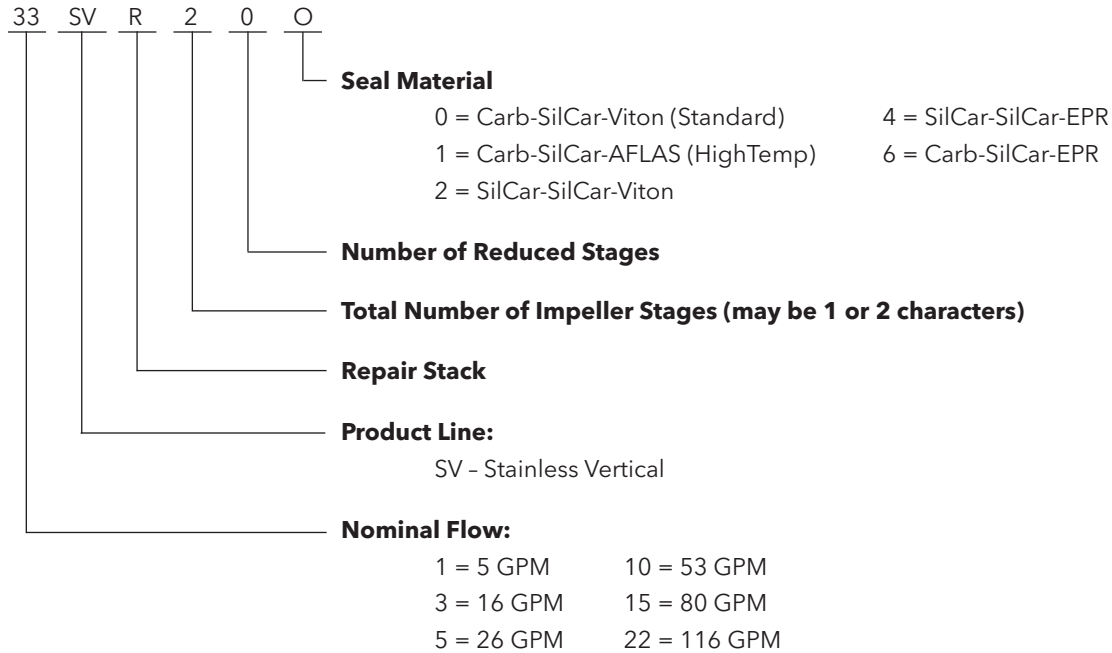 33 SV R 2 0 O
Seal Material
0 = Carb-SilCar-Viton (Standard) 4 = SilCar-SilCar-EPR
1 = Carb-SilCar-AFLAS (HighTemp) 6 = Carb-SilCar-EPR
2 = SilCar-SilCar-Viton
Number of Reduced Stages
Total Number of Impeller Stages (may be 1 or 2 characters)
Repair Stack
Product Line:
SV – Stainless Vertical
Nominal Flow:
1 = 5 GPM 10 = 53 GPM
3 = 16 GPM 15 = 80 GPM
5 = 26 GPM 22 = 116 GPM